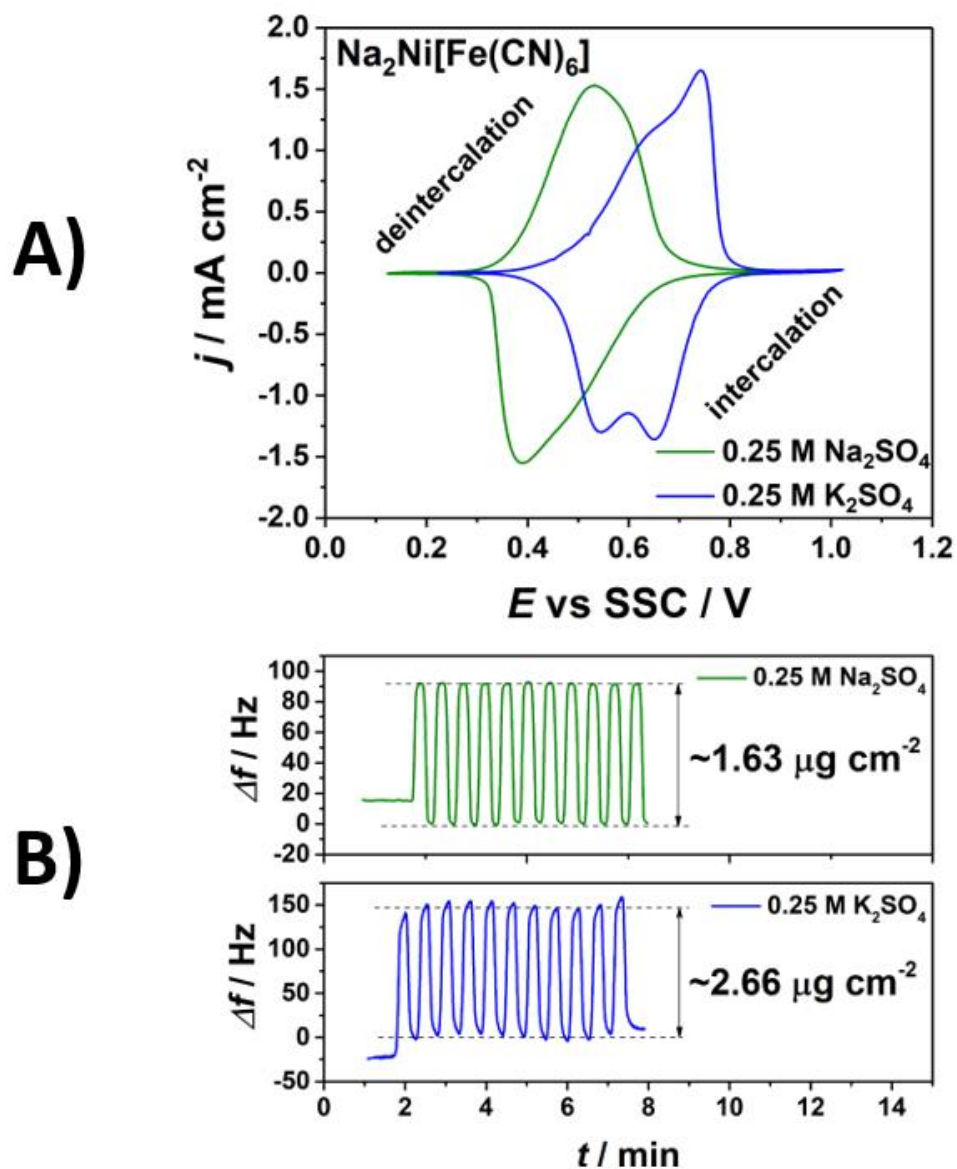 A)
Na₂Ni[Fe(CN)₆]
deintercalation
intercalation
0.25 M Na₂SO₄
0.25 M K₂SO₄
j / mA cm⁻²
2.0
1.5
1.0
0.5
0.0
-0.5
-1.0
-1.5
-2.0
0.0 0.2 0.4 0.6 0.8 1.0 1.2
E vs SSC / V
B)
Δf / Hz
100
80
60
40
20
0
-20
0.25 M Na₂SO₄
~1.63 µg cm⁻²
Δf / Hz
150
100
50
0
-50
0.25 M K₂SO₄
~2.66 µg cm⁻²
0 2 4 6 8 10 12 14
t / min